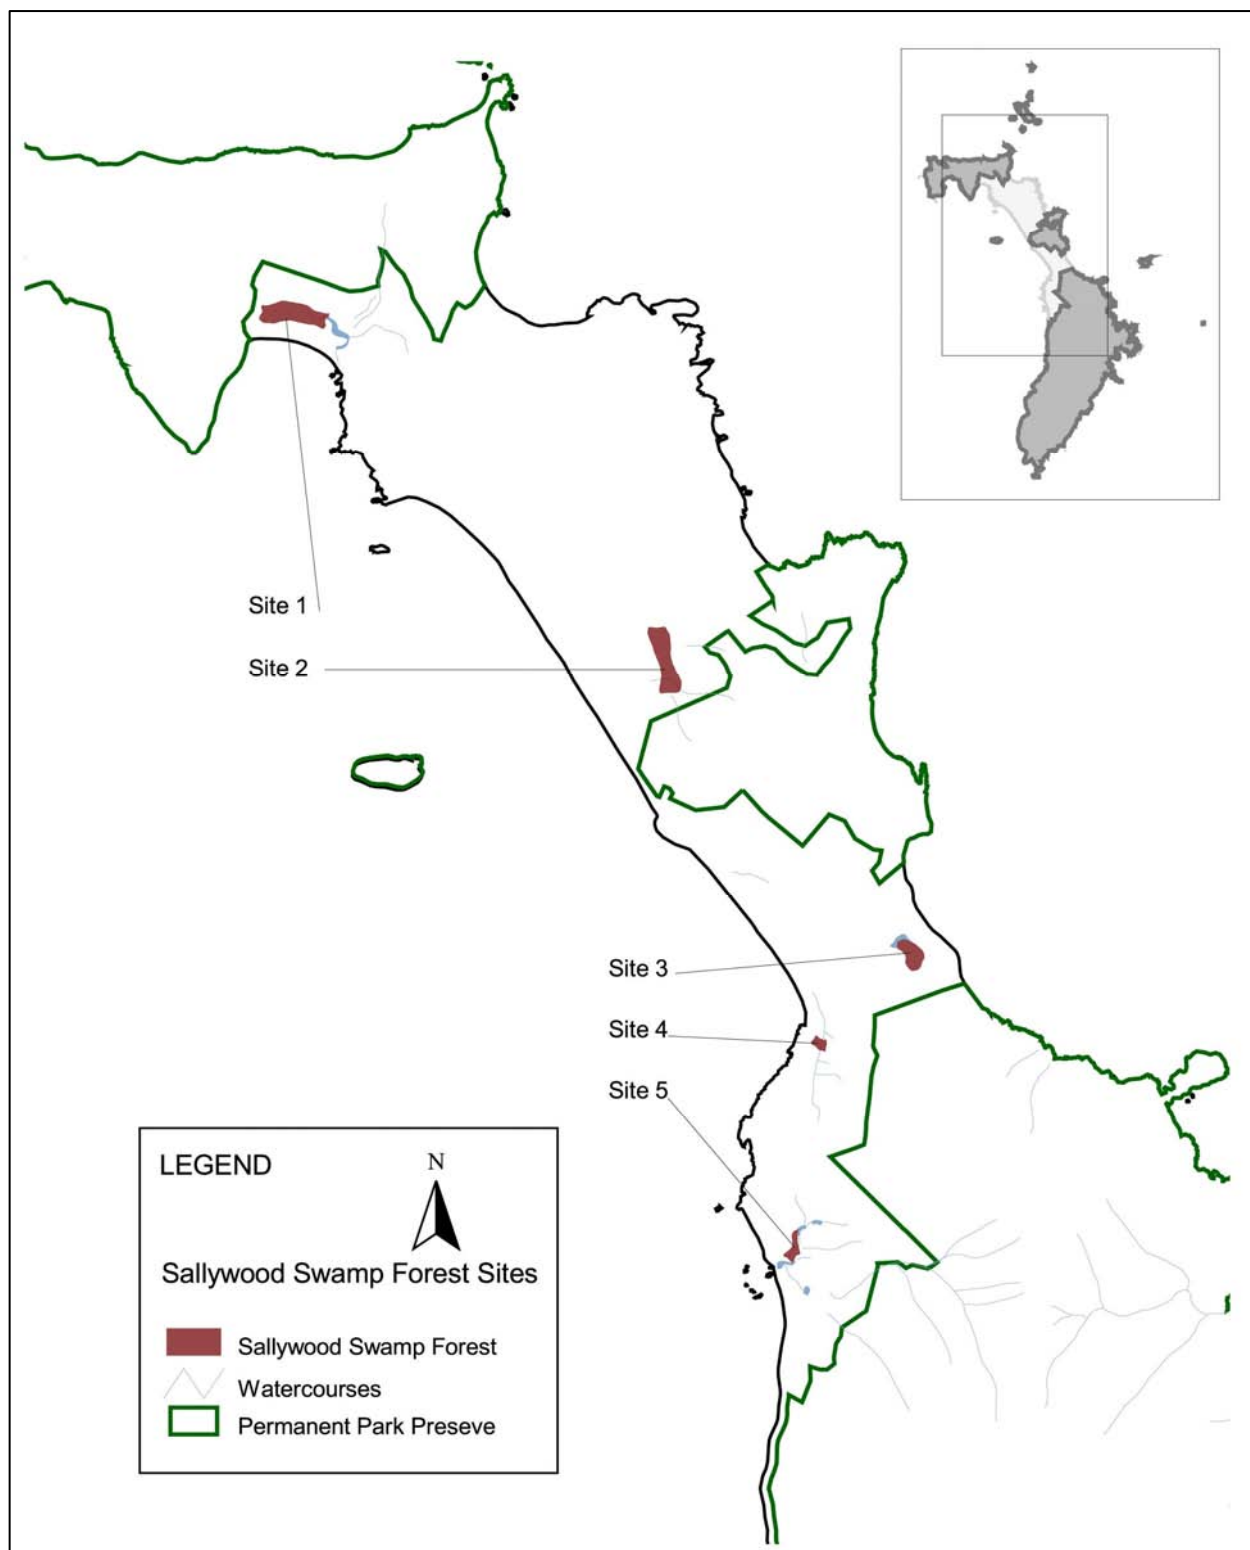 Site 1
Site 2
Site 3
Site 4
Site 5
LEGEND
N
Sallywood Swamp Forest Sites
Sallywood Swamp Forest
Watercourses
Permanent Park Preseve